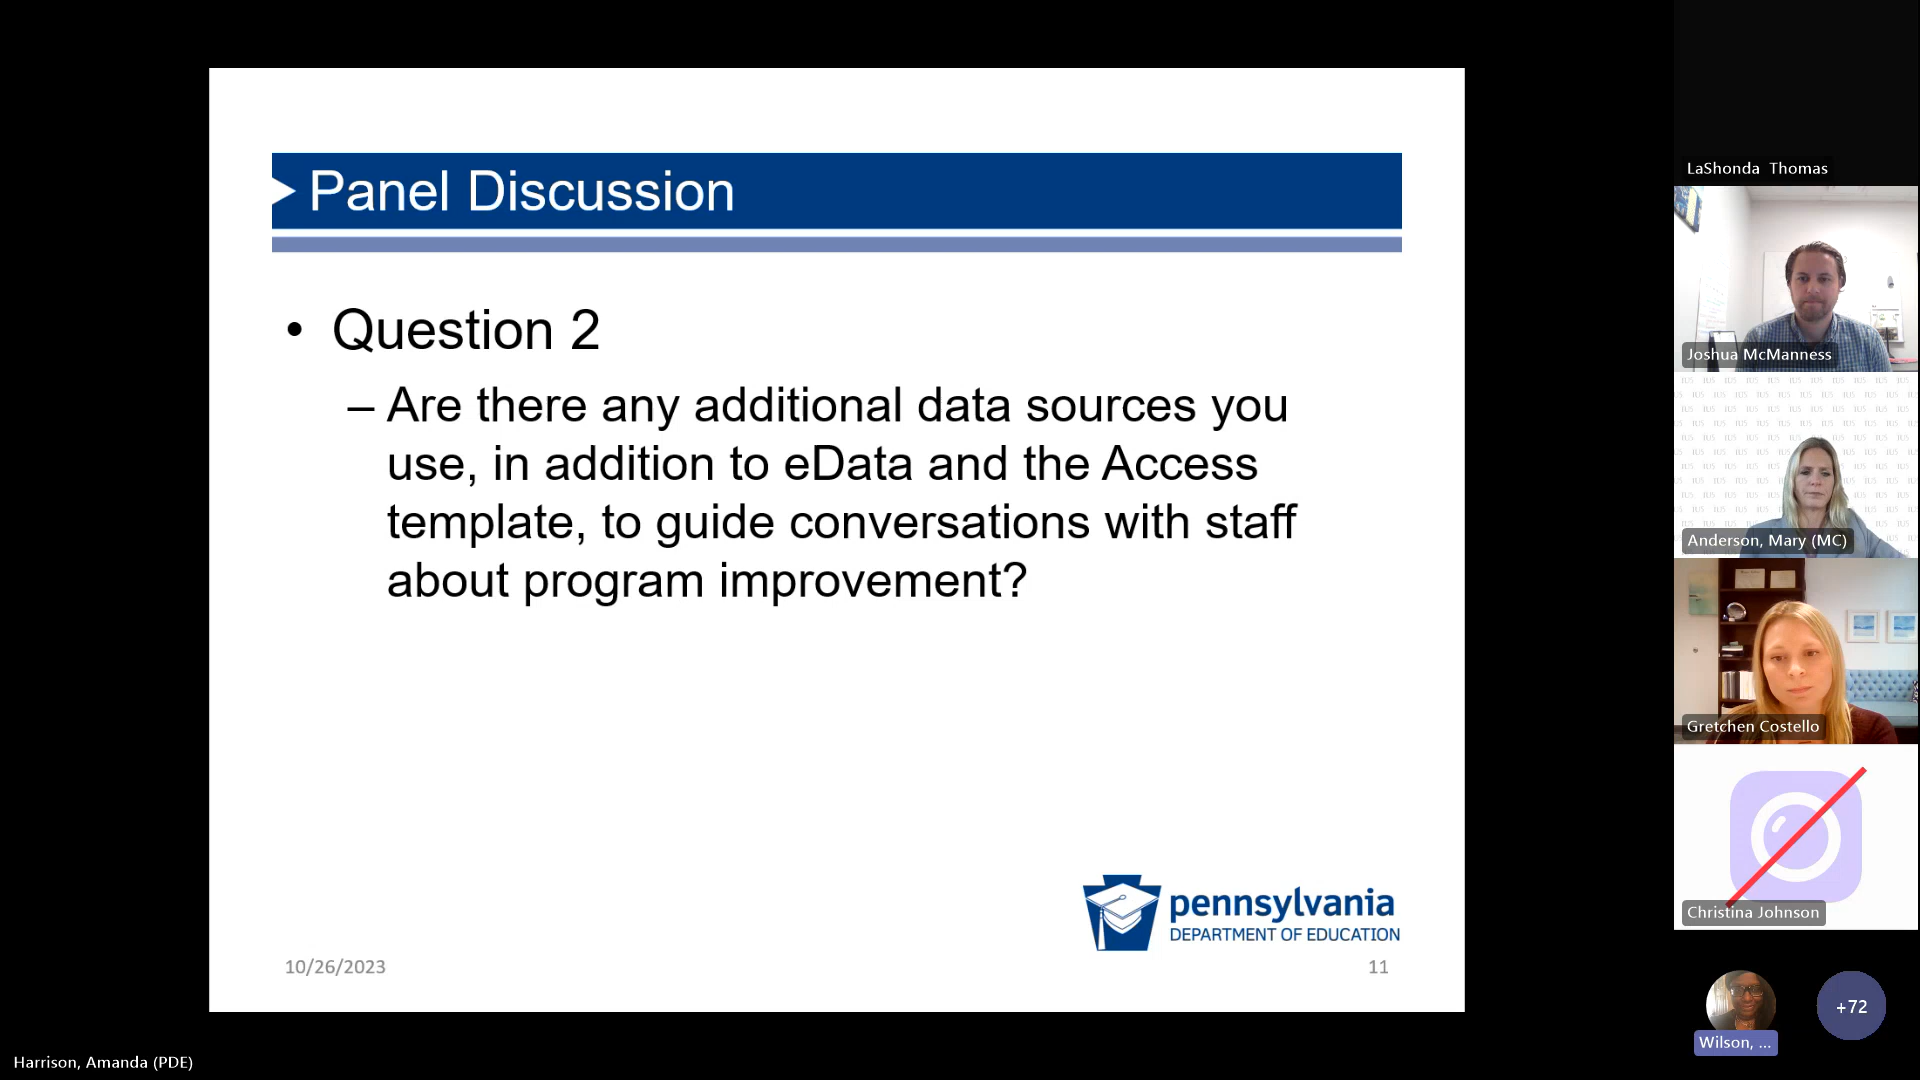 Panel Discussion
• Question 2
– Are there any additional data sources you
use, in addition to eData and the Access
template, to guide conversations with staff
about program improvement?
pennsylvania
DEPARTMENT OF EDUCATION
10/26/2023
11
Harrison, Amanda (PDE)
LaShonda Thomas
Joshua McManness
Anderson, Mary (MC)
Gretchen Costello
Christina Johnson
Wilson, ...
+72